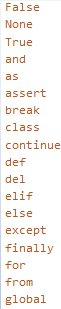 False
None
True
and
as
assert
break
class
continue
def
del
elif
else
except
finally
for
from
global